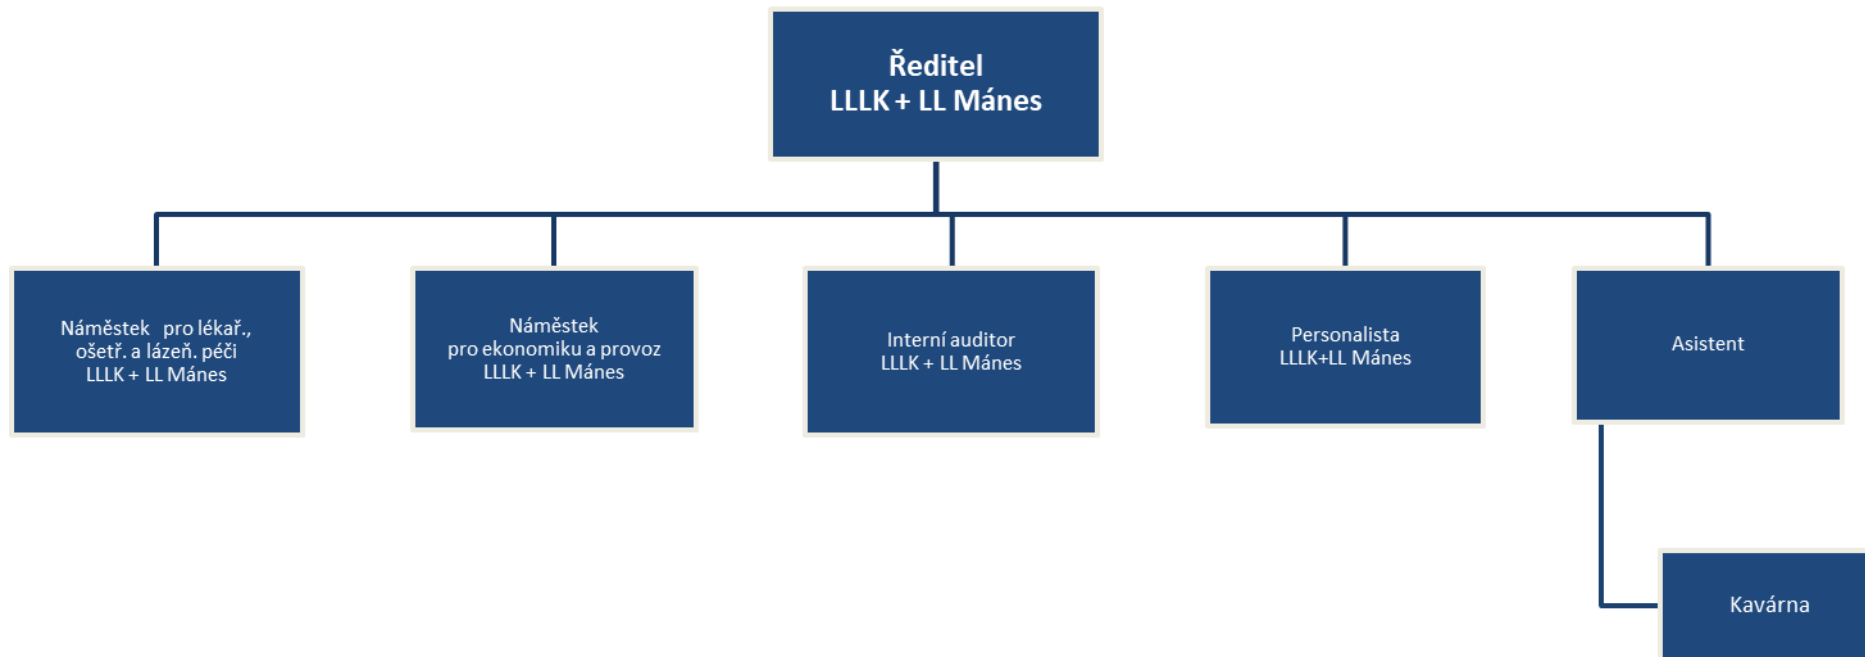 Ředitel
LLLK + LL Mánes
Náměstek pro lékař.,
ošetř. a lázeň. péči
LLLK + LL Mánes
Náměstek
pro ekonomiku a provoz
LLLK + LL Mánes
Interní auditor
LLLK + LL Mánes
Personalista
LLLK+LL Mánes
Asistent
Kavárna